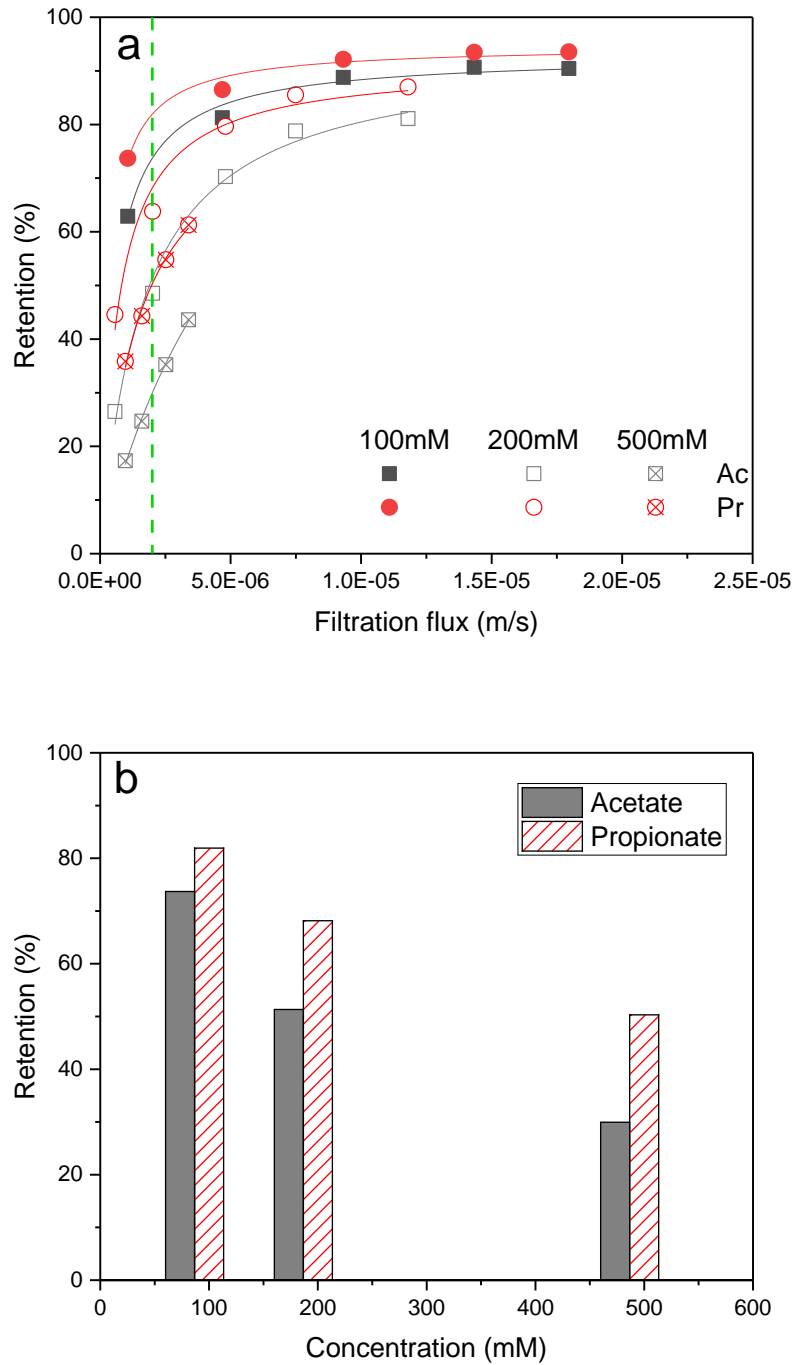 a
100
80
60
40
20
0
Retention (%)
100mM 200mM 500mM
Ac
Pr
0.0E+00 5.0E-06 1.0E-05 1.5E-05 2.0E-05 2.5E-05
Filtration flux (m/s)
b
100
80
60
40
20
0
Retention (%)
Acetate
Propionate
0 100 200 300 400 500 600
Concentration (mM)